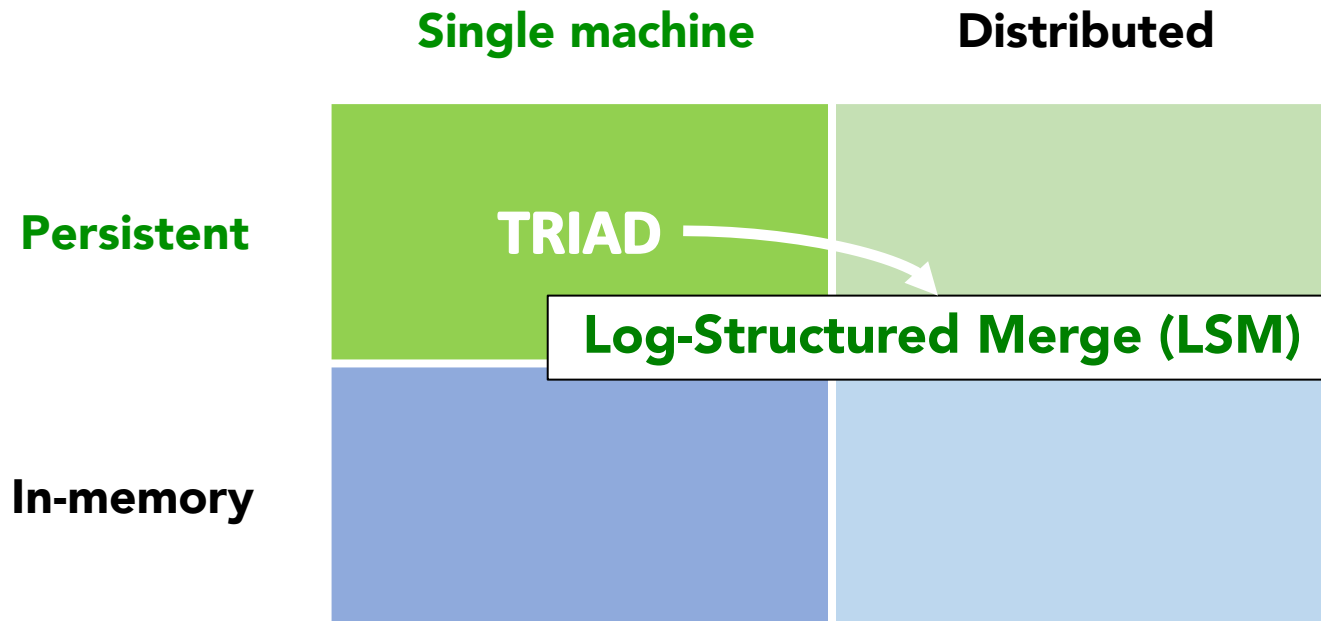 Single machine
Distributed
Persistent
TRIAD
Log-Structured Merge (LSM)
In-memory